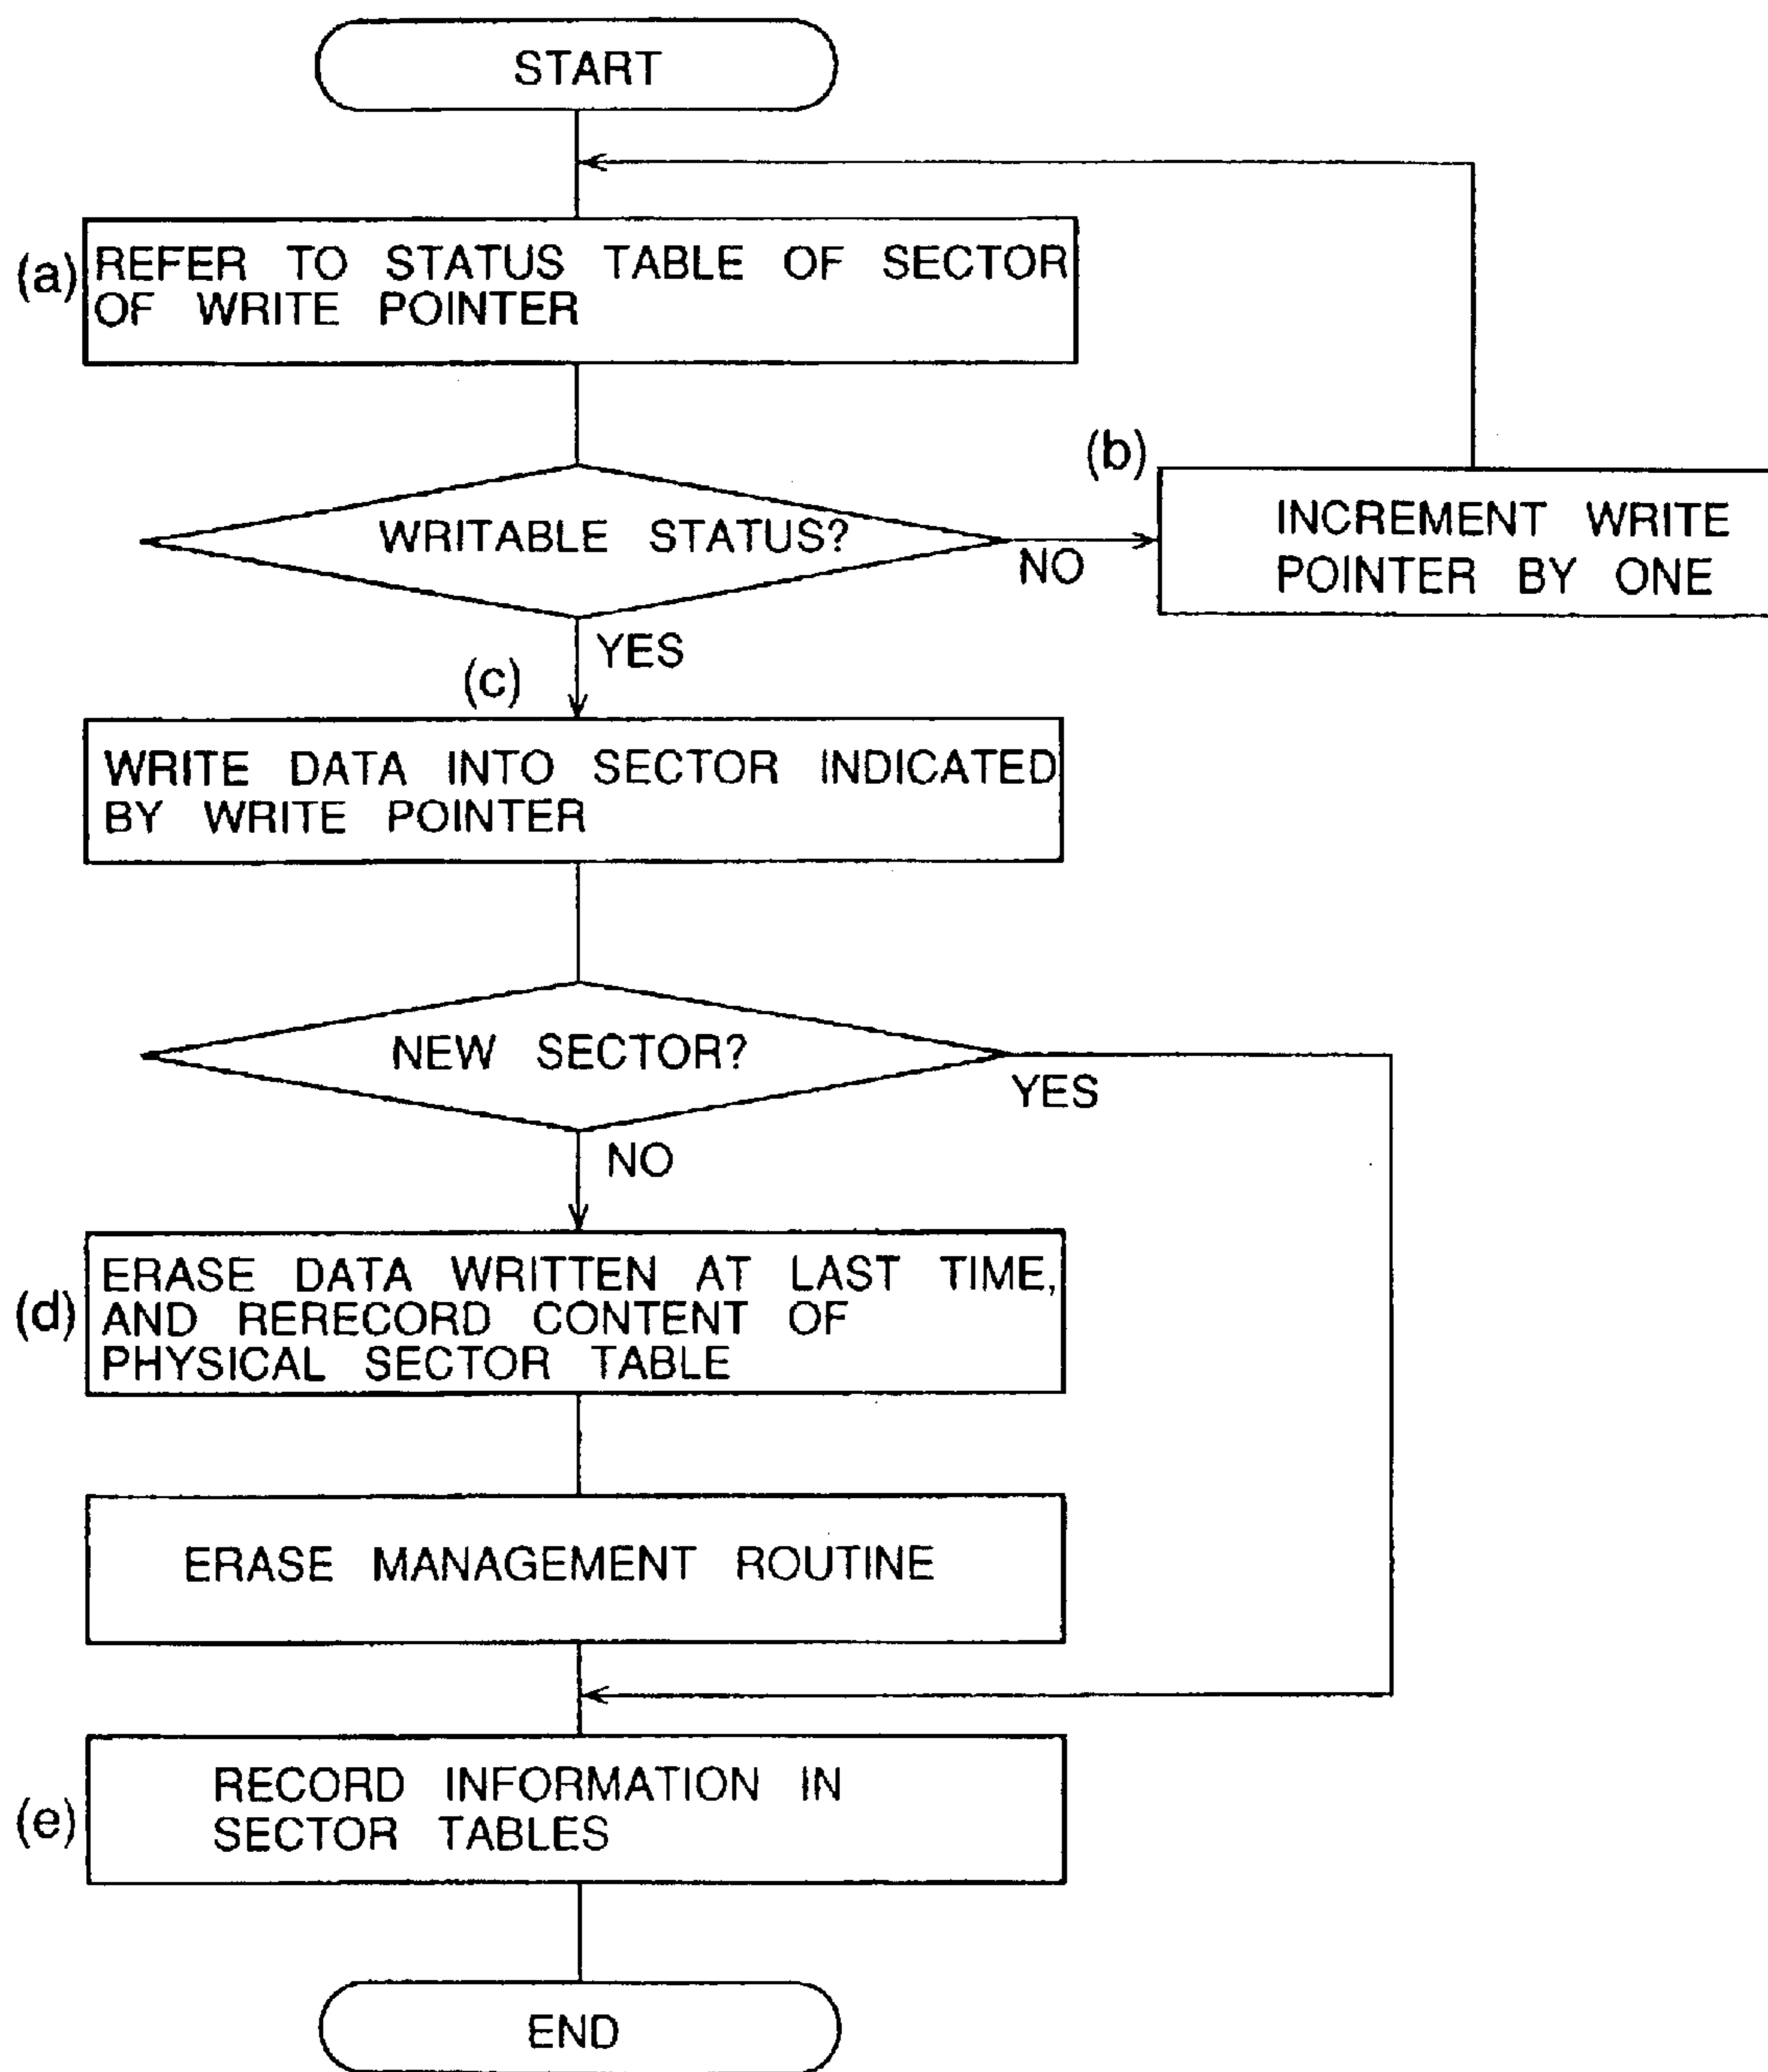 START
(a)
REFER TO STATUS TABLE OF SECTOR
OF WRITE POINTER
WRITABLE STATUS?
NO
(b)
INCREMENT WRITE
POINTER BY ONE
YES
(c)
WRITE DATA INTO SECTOR INDICATED
BY WRITE POINTER
NEW SECTOR?
YES
NO
(d)
ERASE DATA WRITTEN AT LAST TIME,
AND RERECORD CONTENT OF
PHYSICAL SECTOR TABLE
ERASE MANAGEMENT ROUTINE
(e)
RECORD INFORMATION IN
SECTOR TABLES
END